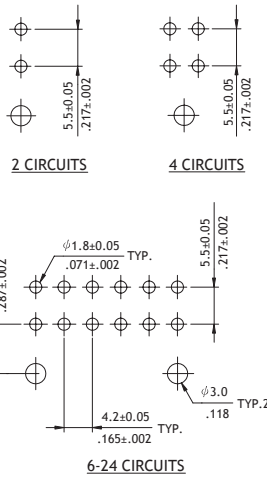 5.5±0.05
.217±.002
5.5±0.05
.217±.002
2 CIRCUITS
4 CIRCUITS
.287±.002
ϕ1.8±0.05
.071±.002
TYP.
5.5±0.05
.217±.002
ϕ3.0
.118
TYP.2
4.2±0.05
.165±.002
TYP.
6-24 CIRCUITS